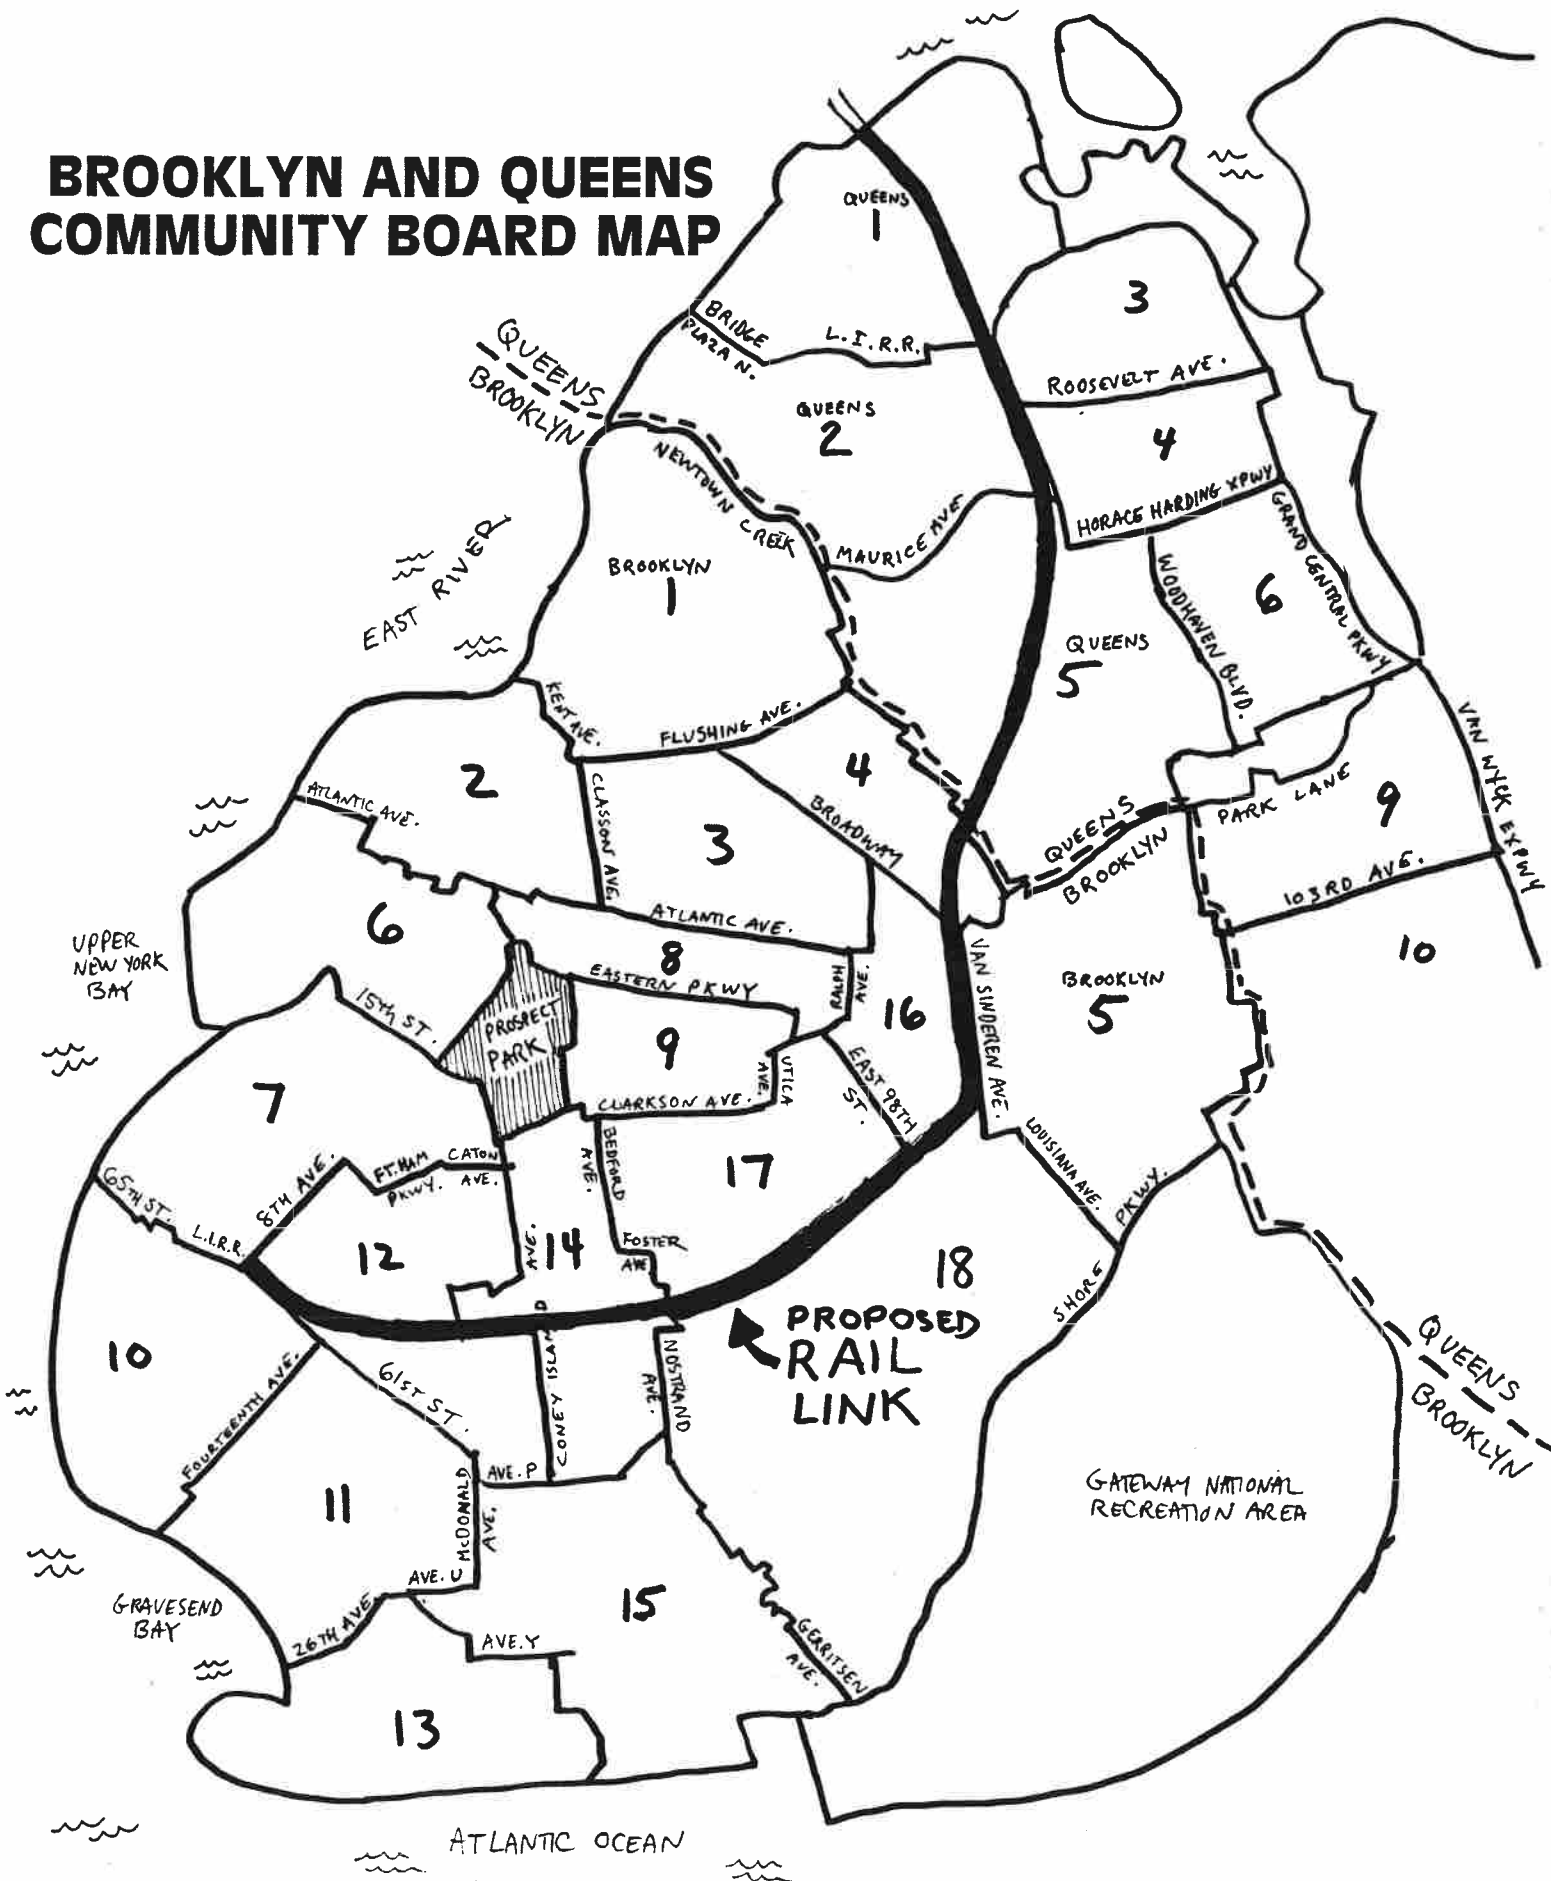 BROOKLYN AND QUEENS
COMMUNITY BOARD MAP
QUEENS
1
3
BRIDGE
PLAZA N.
L.I.R.R.
QUEENS
BROOKLYN
ROOSEVELT AVE.
QUEENS
2
4
NEWTOWN CREEK
MAURICE AVE
HORACE HARDING XPWY
GRAND CENTRAL PKWY
EAST RIVER
BROOKLYN
1
WOODHAVEN BLVD.
6
QUEENS
5
KENT AVE.
FLUSHING AVE.
VAN WYCK EXPWY
2
4
ATLANTIC AVE.
CLASSON AVE.
3
BROADWAY
QUEENS
BROOKLYN
PARK LANE
9
103RD AVE.
6
ATLANTIC AVE.
UPPER
NEW YORK
BAY
8
EASTERN PKWY
RALPH
AVE.
VAN SINDEREN AVE.
BROOKLYN
5
10
15TH ST.
PROSPECT
PARK
9
16
UTICA
AVE.
EAST 98TH
ST.
7
CLARKSON AVE.
LOUISIANA AVE.
65TH ST.
L.I.R.R.
8TH AVE.
FT. HAM
PKWY.
CATON
AVE.
BEDFORD
AVE.
17
SHORE PKWY.
12
14
FOSTER
AVE
18
CONEY ISLAND AVE.
PROPOSED
RAIL
LINK
10
FOURTEENTH AVE.
61ST ST.
NOSTRAND
AVE.
QUEENS
BROOKLYN
AVE. P
11
McDONALD
AVE.
GATEWAY NATIONAL
RECREATION AREA
AVE. U
GRAVESEND
BAY
26TH AVE
15
AVE. Y
GERRITSEN
AVE.
13
ATLANTIC OCEAN